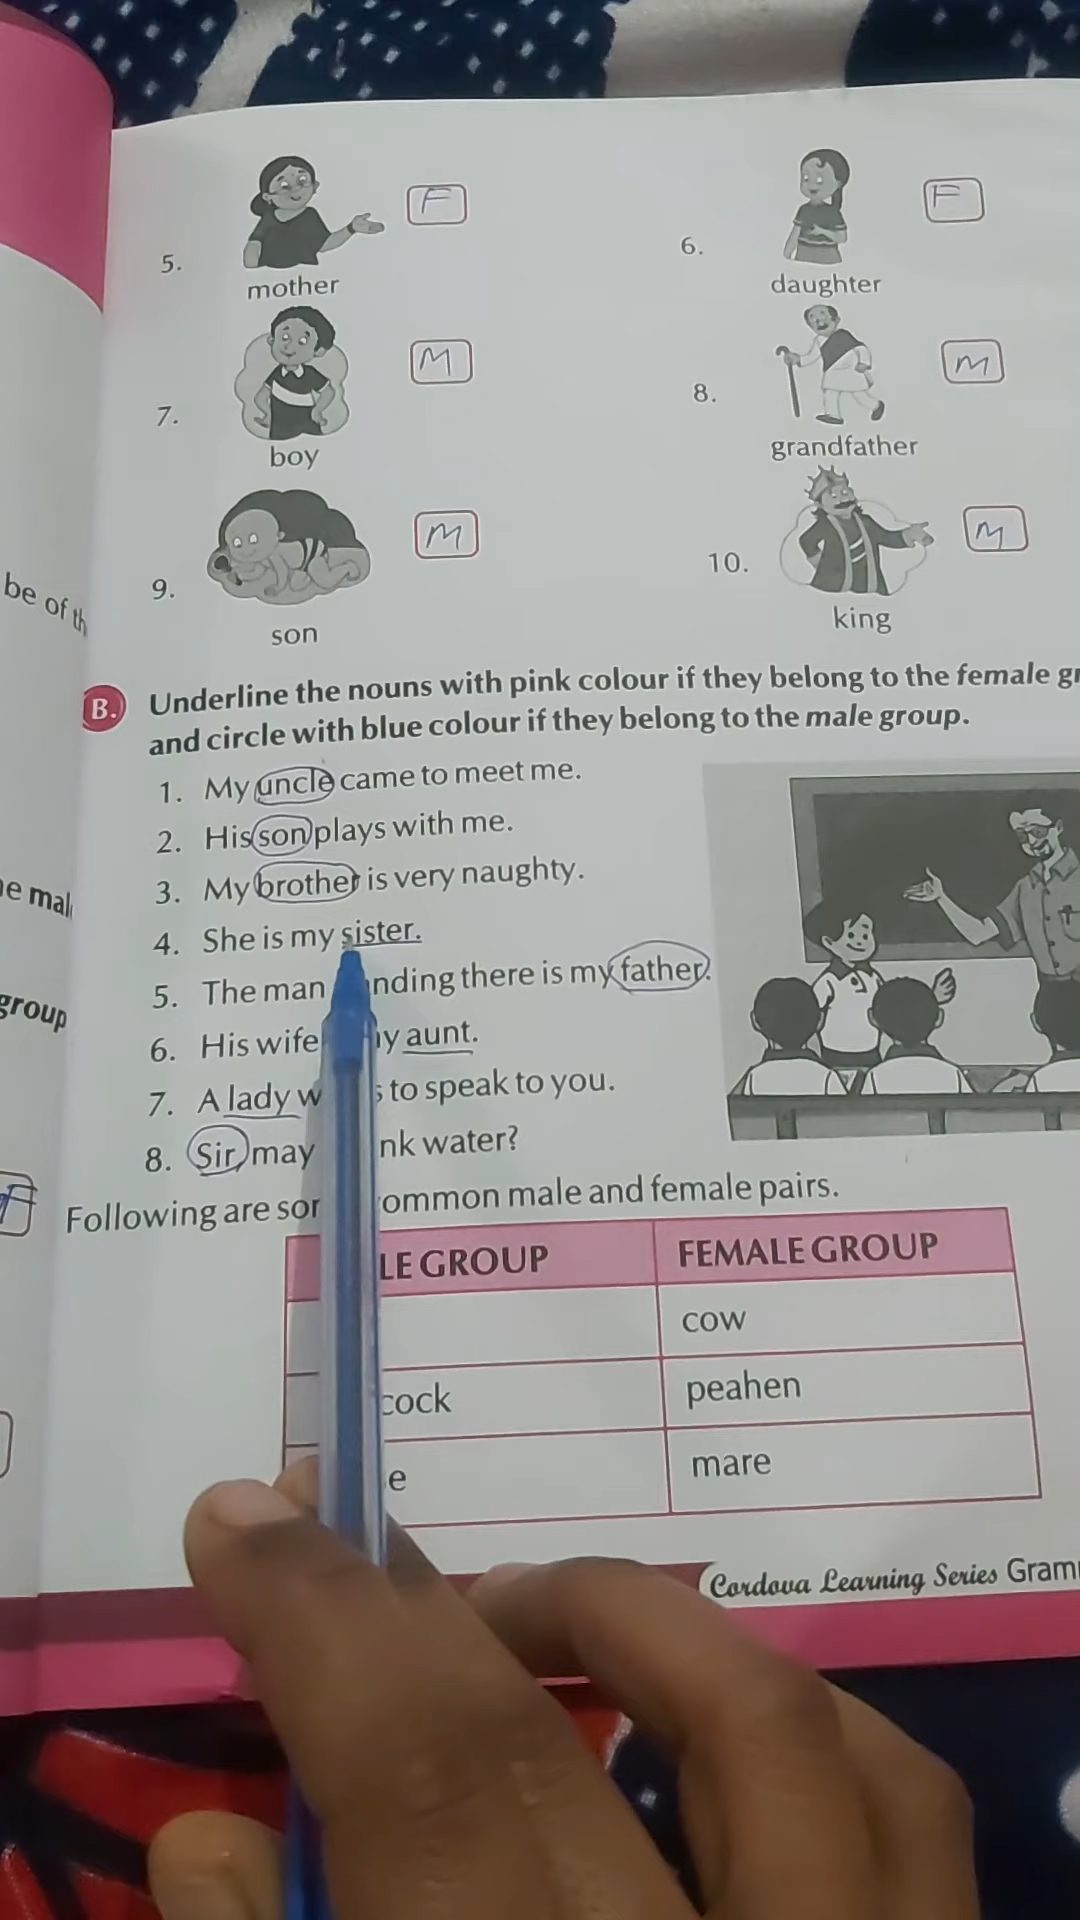 F
F
5.
6.
mother
daughter
M
M
7.
8.
boy
grandfather
M
M
9.
10.
son
king
be of th
B. Underline the nouns with pink colour if they belong to the female gr
and circle with blue colour if they belong to the male group.
1. My uncle came to meet me.
2. His son plays with me.
3. My brother is very naughty.
e mal
4. She is my sister.
5. The man nding there is my father.
group
6. His wife y aunt.
7. A lady w s to speak to you.
8. Sir, may nk water?
F
Following are som ommon male and female pairs.
LE GROUP FEMALE GROUP
cow
cock peahen
e mare
Cordova Learning Series Gram